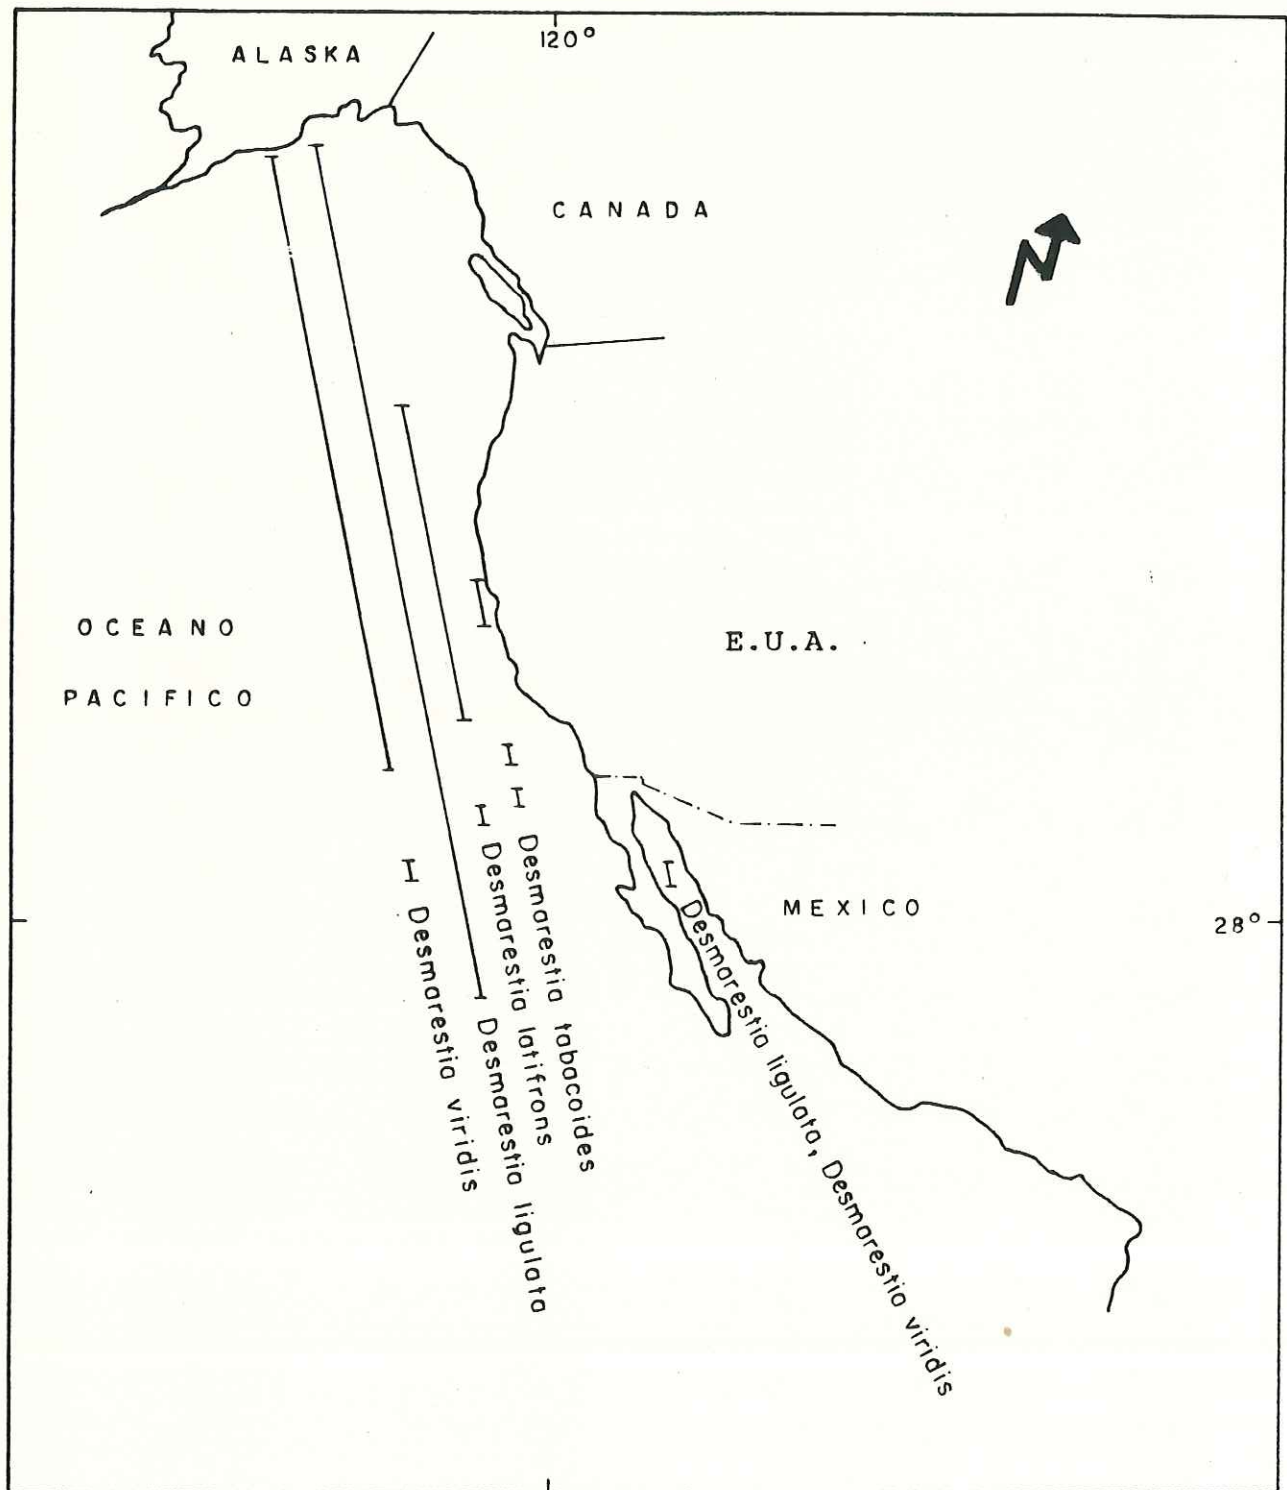 120°
ALASKA
CANADA
N
OCEANO
PACIFICO
E.U.A.
MEXICO
28°
Desmarestia viridis
Desmarestia ligulata
Desmarestia latifrons
Desmarestia tabacoides
Desmarestia ligulata, Desmarestia viridis